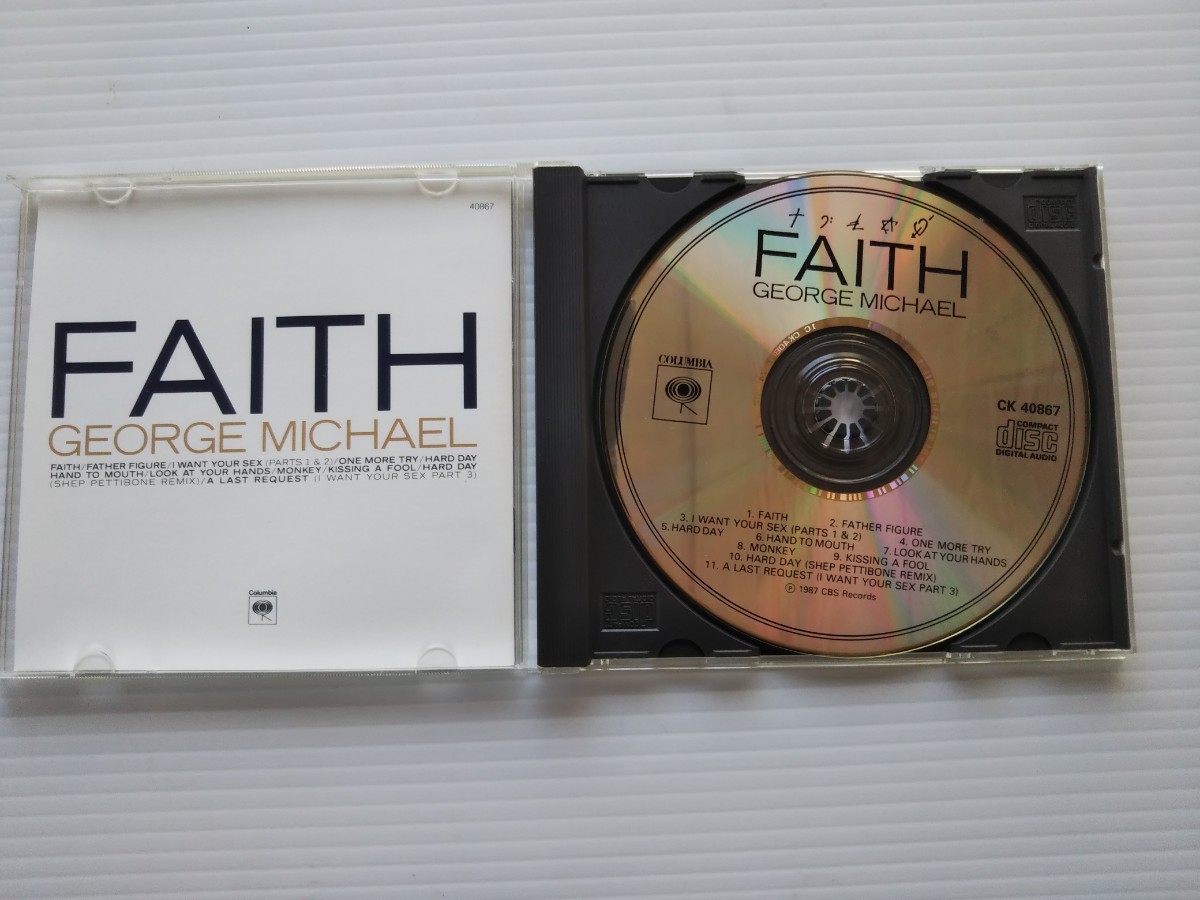 40867
FAITH
GEORGE MICHAEL
FAITH/FATHER FIGURE/I WANT YOUR SEX (PARTS 1 & 2)/ONE MORE TRY/HARD DAY
HAND TO MOUTH/LOOK AT YOUR HANDS/MONKEY/KISSING A FOOL/HARD DAY
(SHEP PETTIBONE REMIX)/A LAST REQUEST (I WANT YOUR SEX PART 3)
Columbia
FAITH
GEORGE MICHAEL
COLUMBIA
CK 40867
COMPACT
disc
DIGITAL AUDIO
1. FAITH 2. FATHER FIGURE
3. I WANT YOUR SEX (PARTS 1 & 2) 4. ONE MORE TRY
5. HARD DAY 6. HAND TO MOUTH 7. LOOK AT YOUR HANDS
8. MONKEY 9. KISSING A FOOL
10. HARD DAY (SHEP PETTIBONE REMIX)
11. A LAST REQUEST (I WANT YOUR SEX PART 3)
℗ 1987 CBS Records